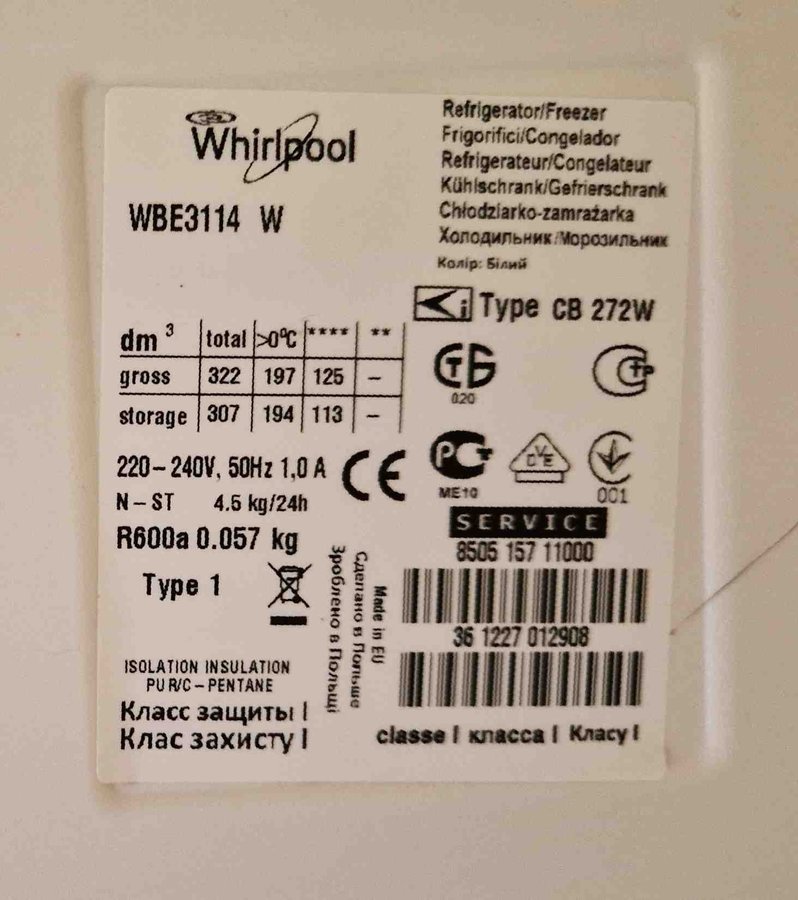 Whirlpool
WBE3114 W
Refrigerator/Freezer
Frigorifici/Congelador
Refrigerateur/Congelateur
Kühlschrank/Gefrierschrank
Chłodziarko-zamrażarka
Холодильник/Морозильник
Колір: Білий
i Type CB 272W
dm³ total >0°C **** **
gross 322 197 125 –
storage 307 194 113 –
020
220–240V, 50Hz 1,0 A
CE
N–ST 4.5 kg/24h
R600a 0.057 kg
Type 1
ME10
DVE
001
SERVICE
8505 157 11000
36 1227 012908
Made in EU
Сделано в Польше
Зроблено в Польщі
ISOLATION INSULATION
PUR/C–PENTANE
Класс защиты I
Клас захисту I
classe I класса I Класу I